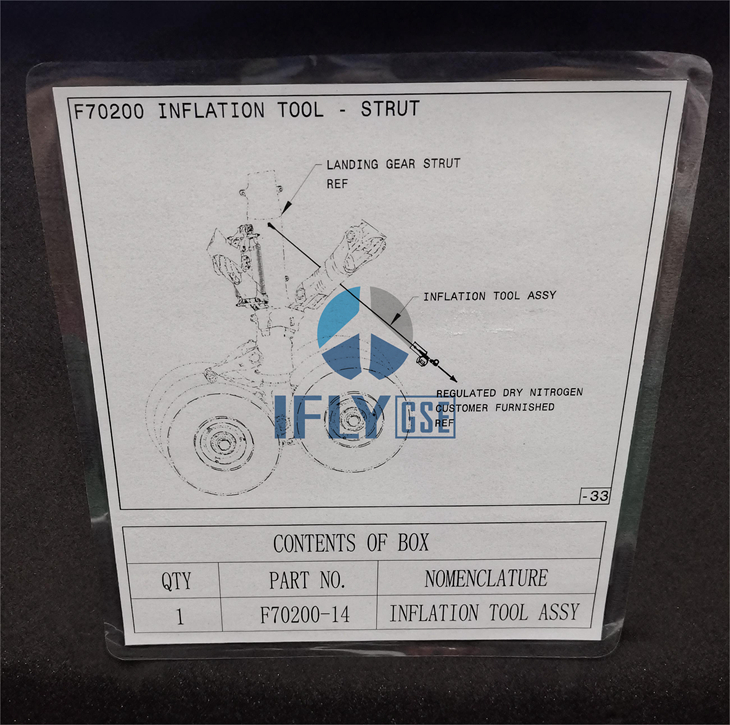 F70200 INFLATION TOOL - STRUT
LANDING GEAR STRUT
REF
INFLATION TOOL ASSY
REGULATED DRY NITROGEN
CUSTOMER FURNISHED
REF
IFLY GSE
-33
CONTENTS OF BOX
QTY PART NO. NOMENCLATURE
1 F70200-14 INFLATION TOOL ASSY